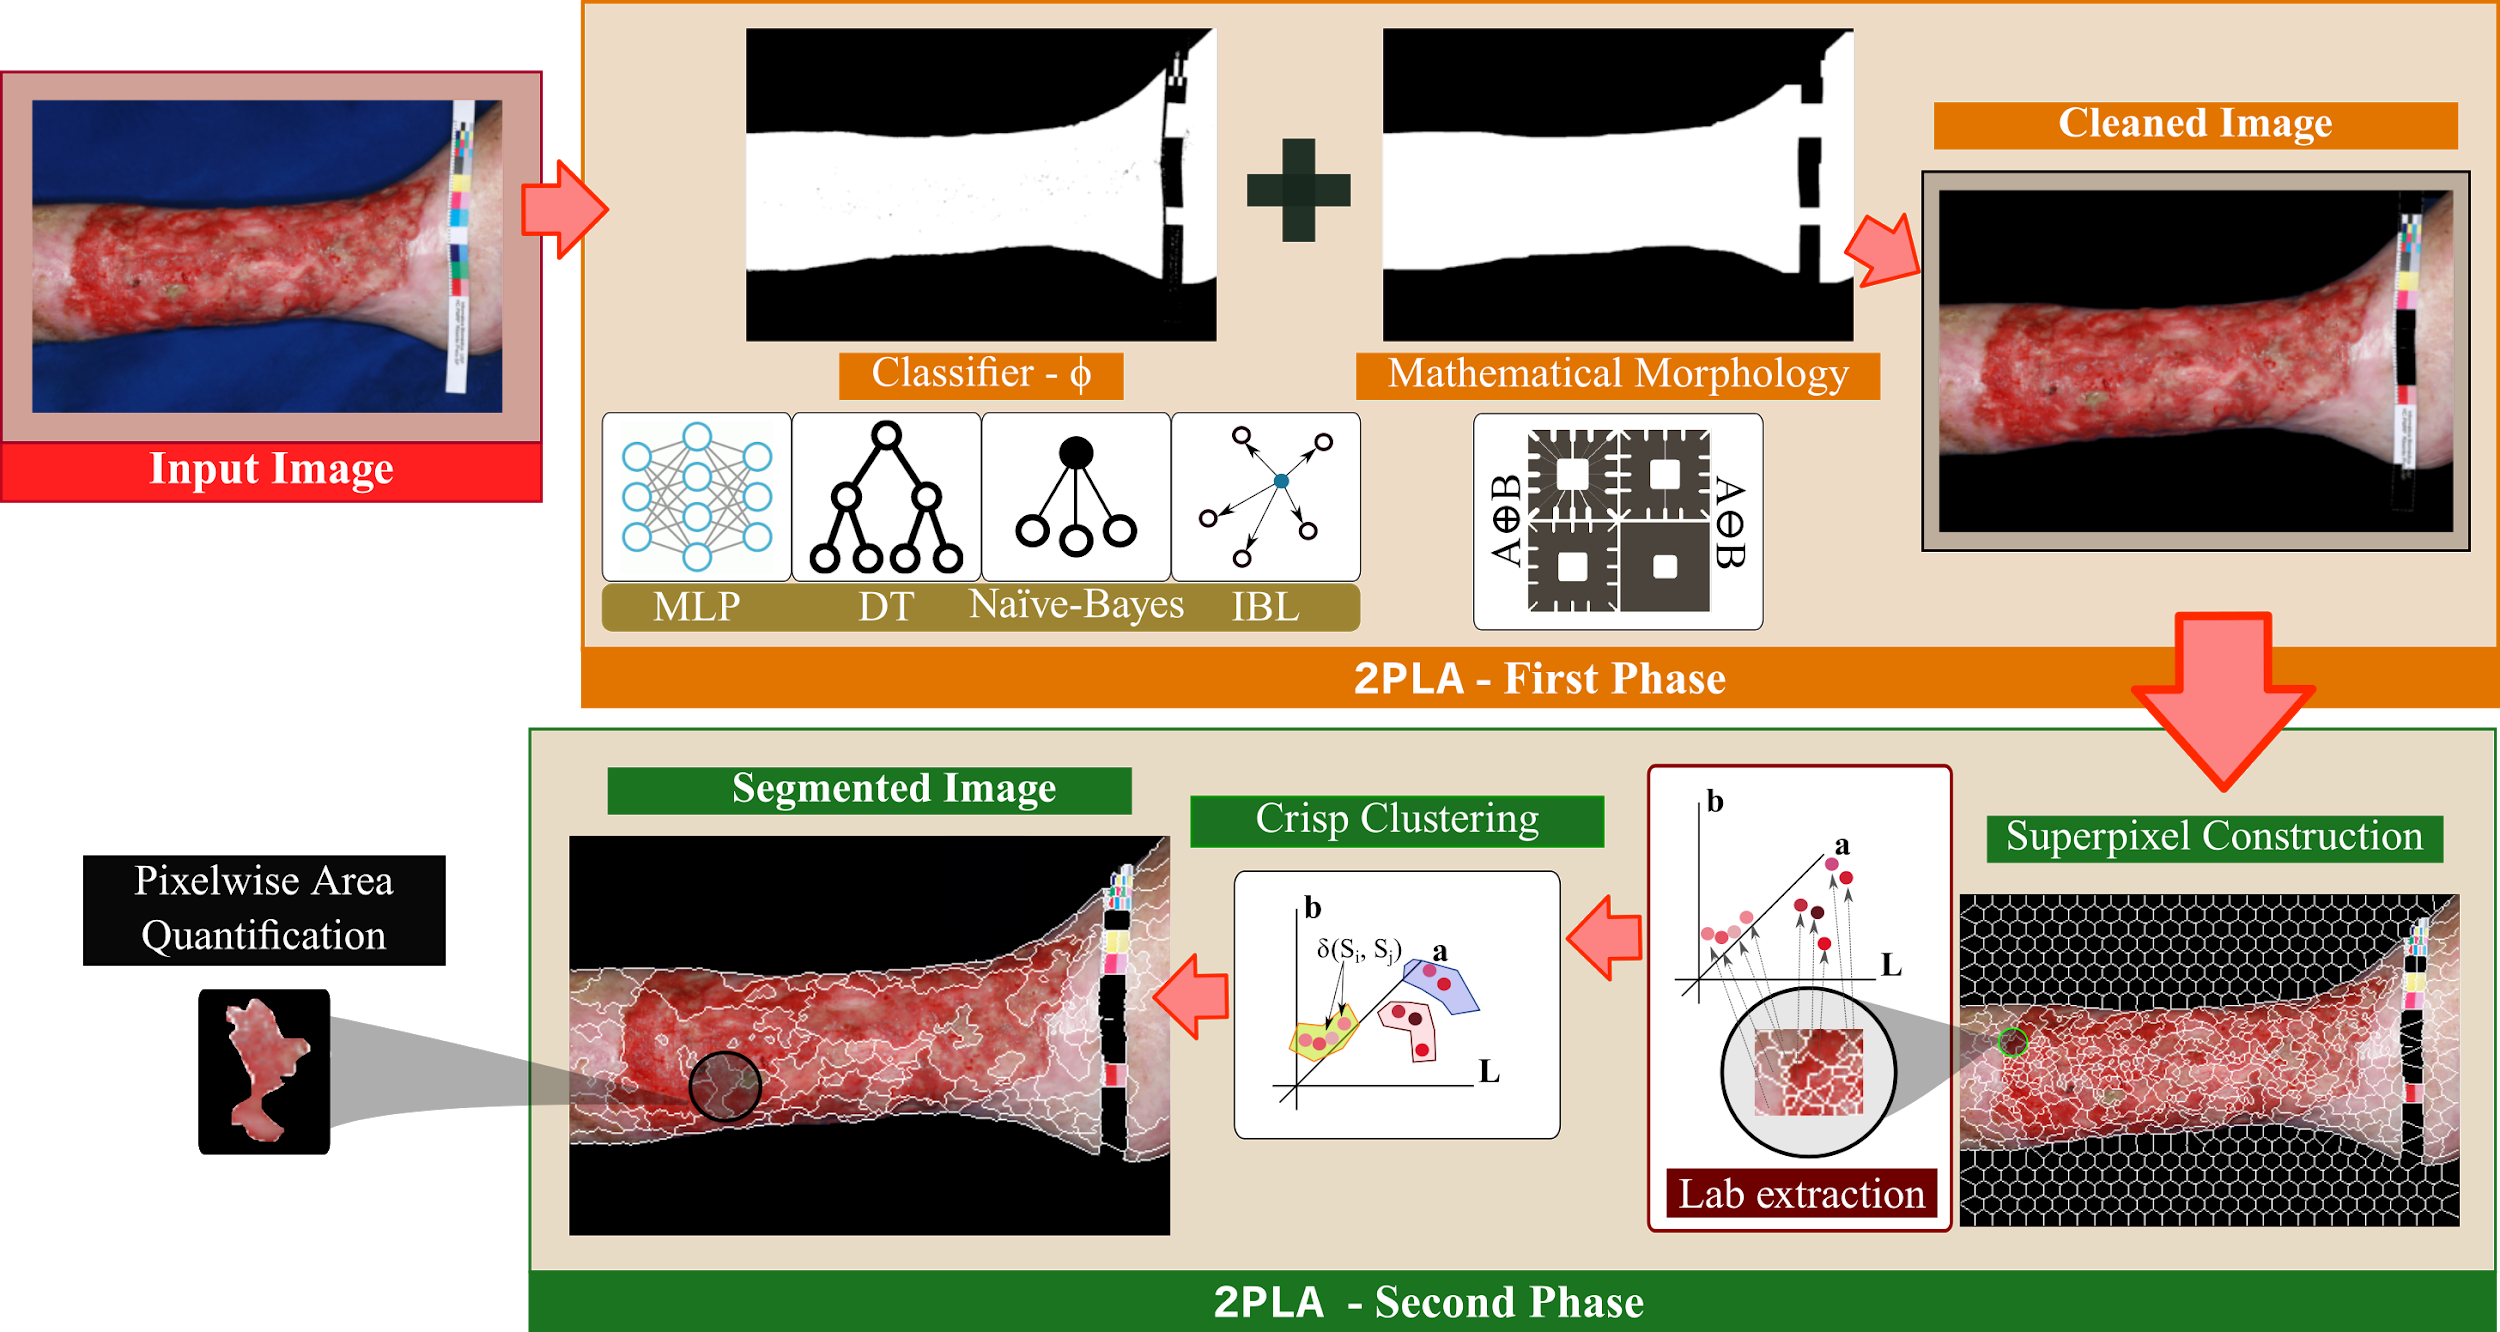 Input Image
Classifier - ϕ
Mathematical Morphology
Cleaned Image
MLP
DT
Naïve-Bayes
IBL
A⊕B
A⊖B
2PLA - First Phase
Superpixel Construction
b
a
L
Lab extraction
Crisp Clustering
b
δ(Si, Sj)
a
L
Segmented Image
Pixelwise Area
Quantification
2PLA - Second Phase